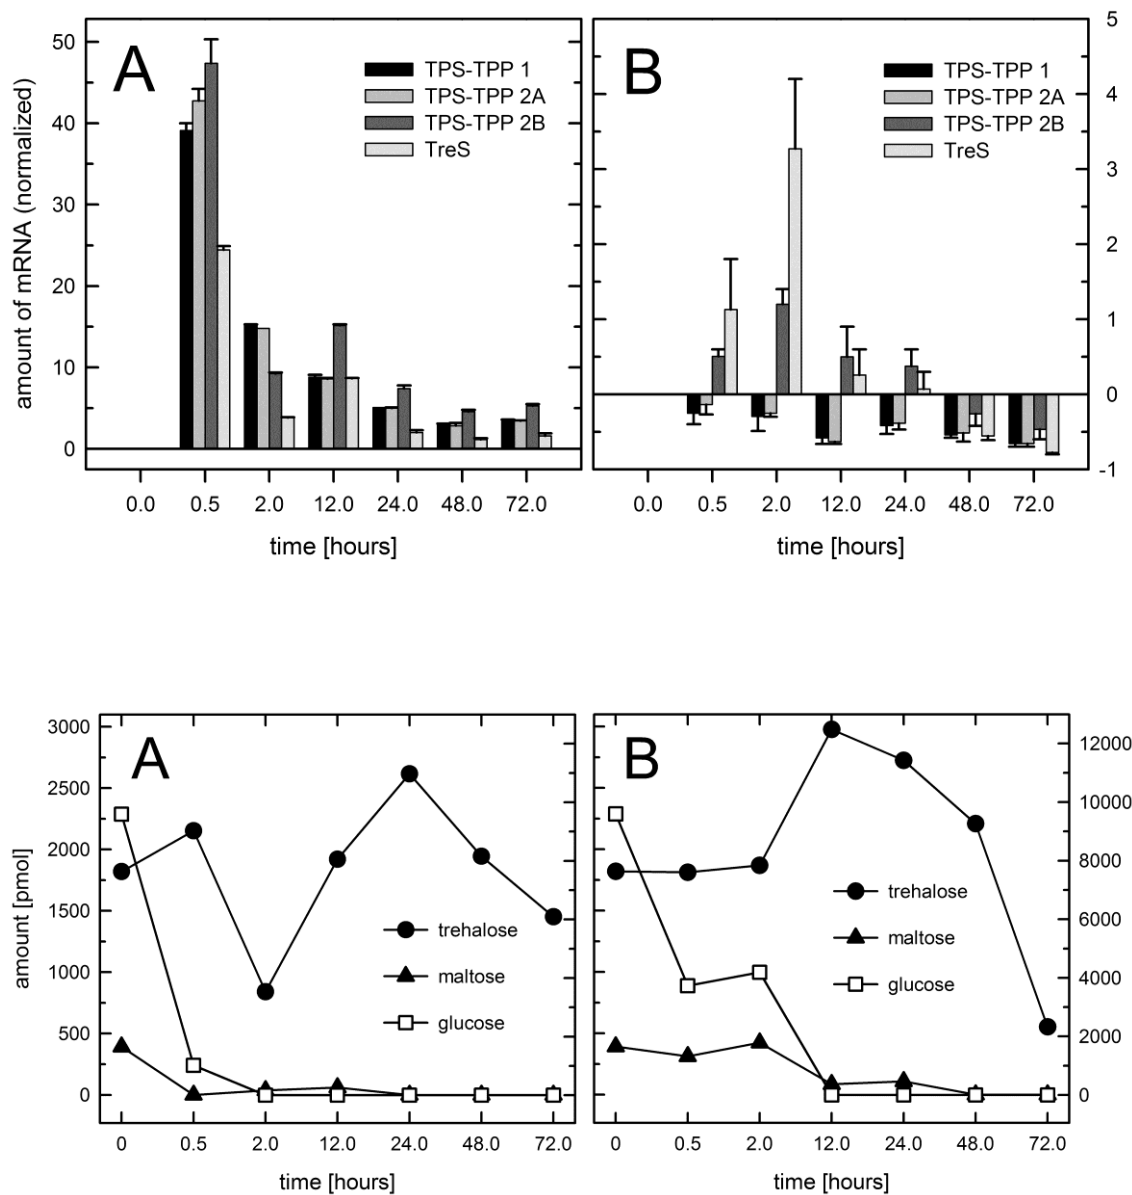 A
TPS-TPP 1
TPS-TPP 2A
TPS-TPP 2B
TreS
50
40
30
20
10
0
amount of mRNA (normalized)
0.0 0.5 2.0 12.0 24.0 48.0 72.0
time [hours]
B
TPS-TPP 1
TPS-TPP 2A
TPS-TPP 2B
TreS
5
4
3
2
1
0
-1
0.0 0.5 2.0 12.0 24.0 48.0 72.0
time [hours]
A
3000
2500
2000
1500
1000
500
0
amount [pmol]
trehalose
maltose
glucose
0 0.5 2.0 12.0 24.0 48.0 72.0
time [hours]
B
trehalose
maltose
glucose
12000
10000
8000
6000
4000
2000
0
0 0.5 2.0 12.0 24.0 48.0 72.0
time [hours]